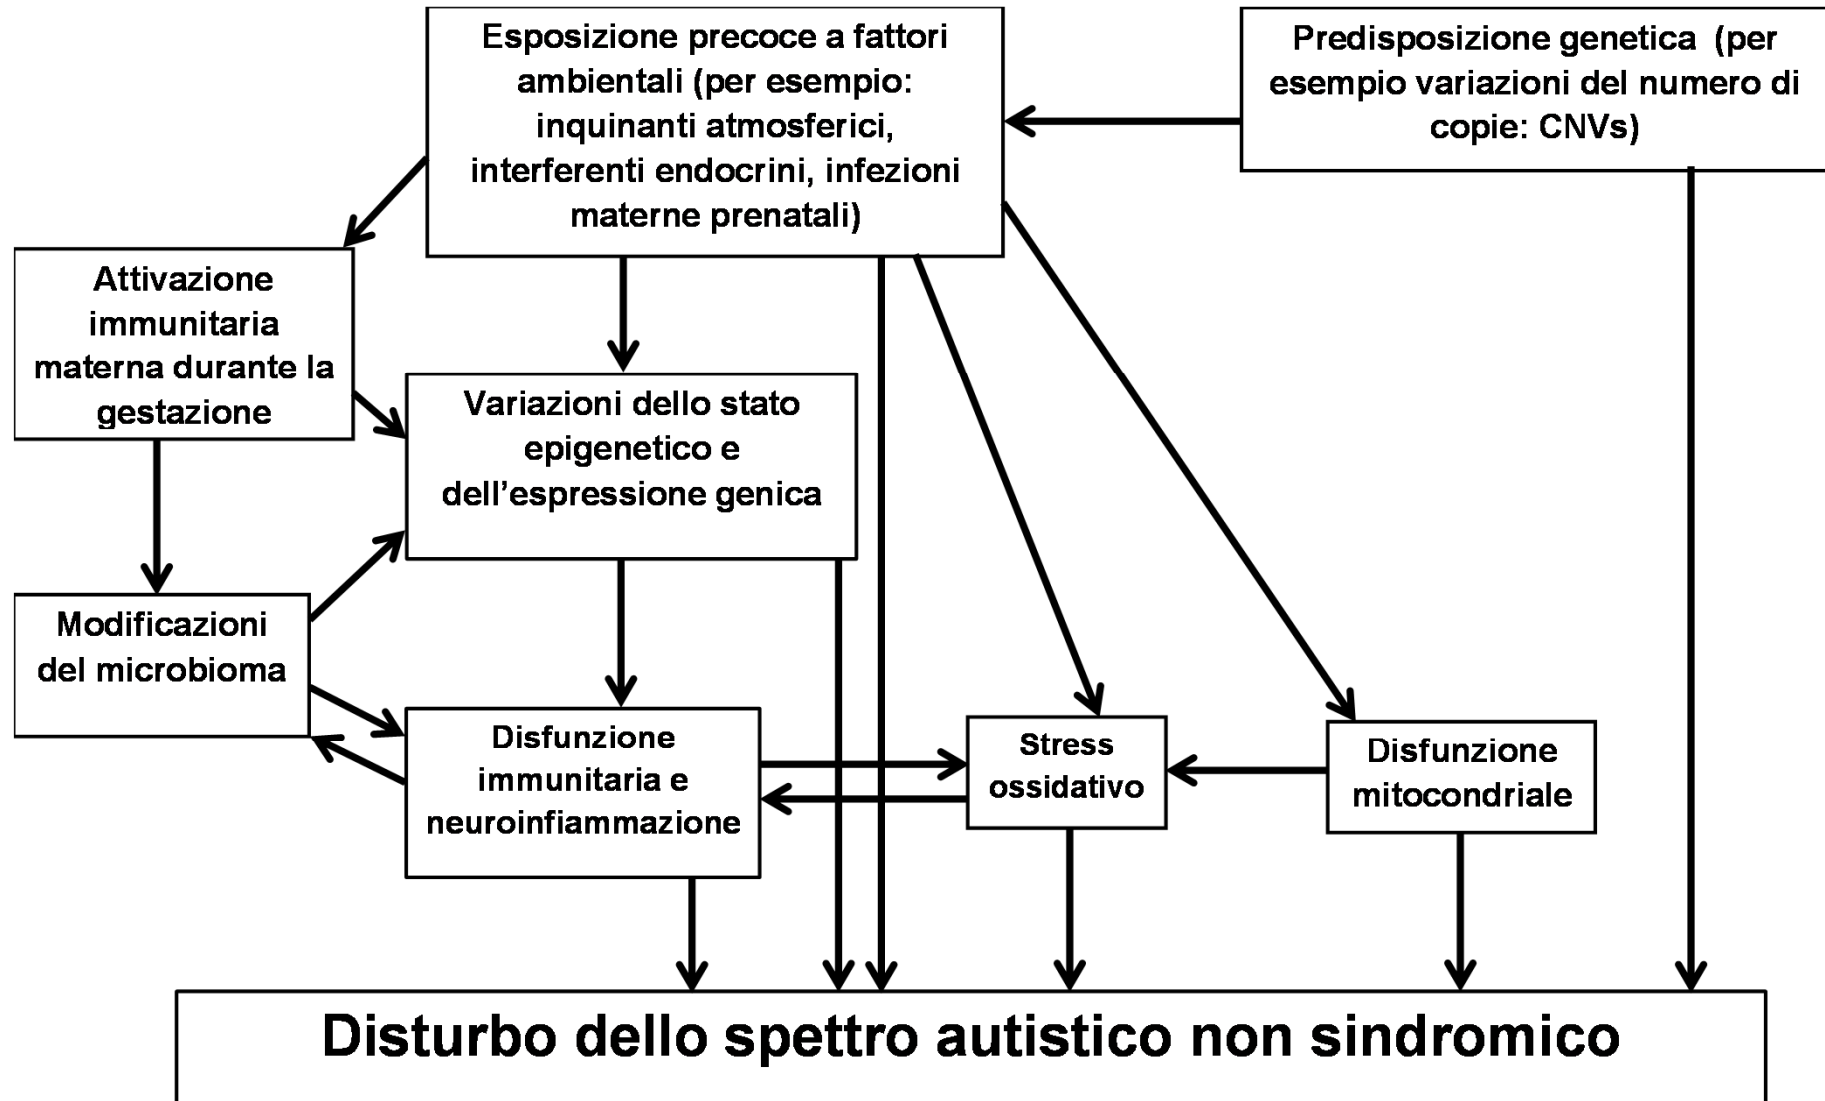 Esposizione precoce a fattori
ambientali (per esempio:
inquinanti atmosferici,
interferenti endocrini, infezioni
materne prenatali)
Predisposizione genetica (per
esempio variazioni del numero di
copie: CNVs)
Attivazione
immunitaria
materna durante la
gestazione
Variazioni dello stato
epigenetico e
dell'espressione genica
Modificazioni
del microbioma
Disfunzione
immunitaria e
neuroinfiammazione
Stress
ossidativo
Disfunzione
mitocondriale
Disturbo dello spettro autistico non sindromico